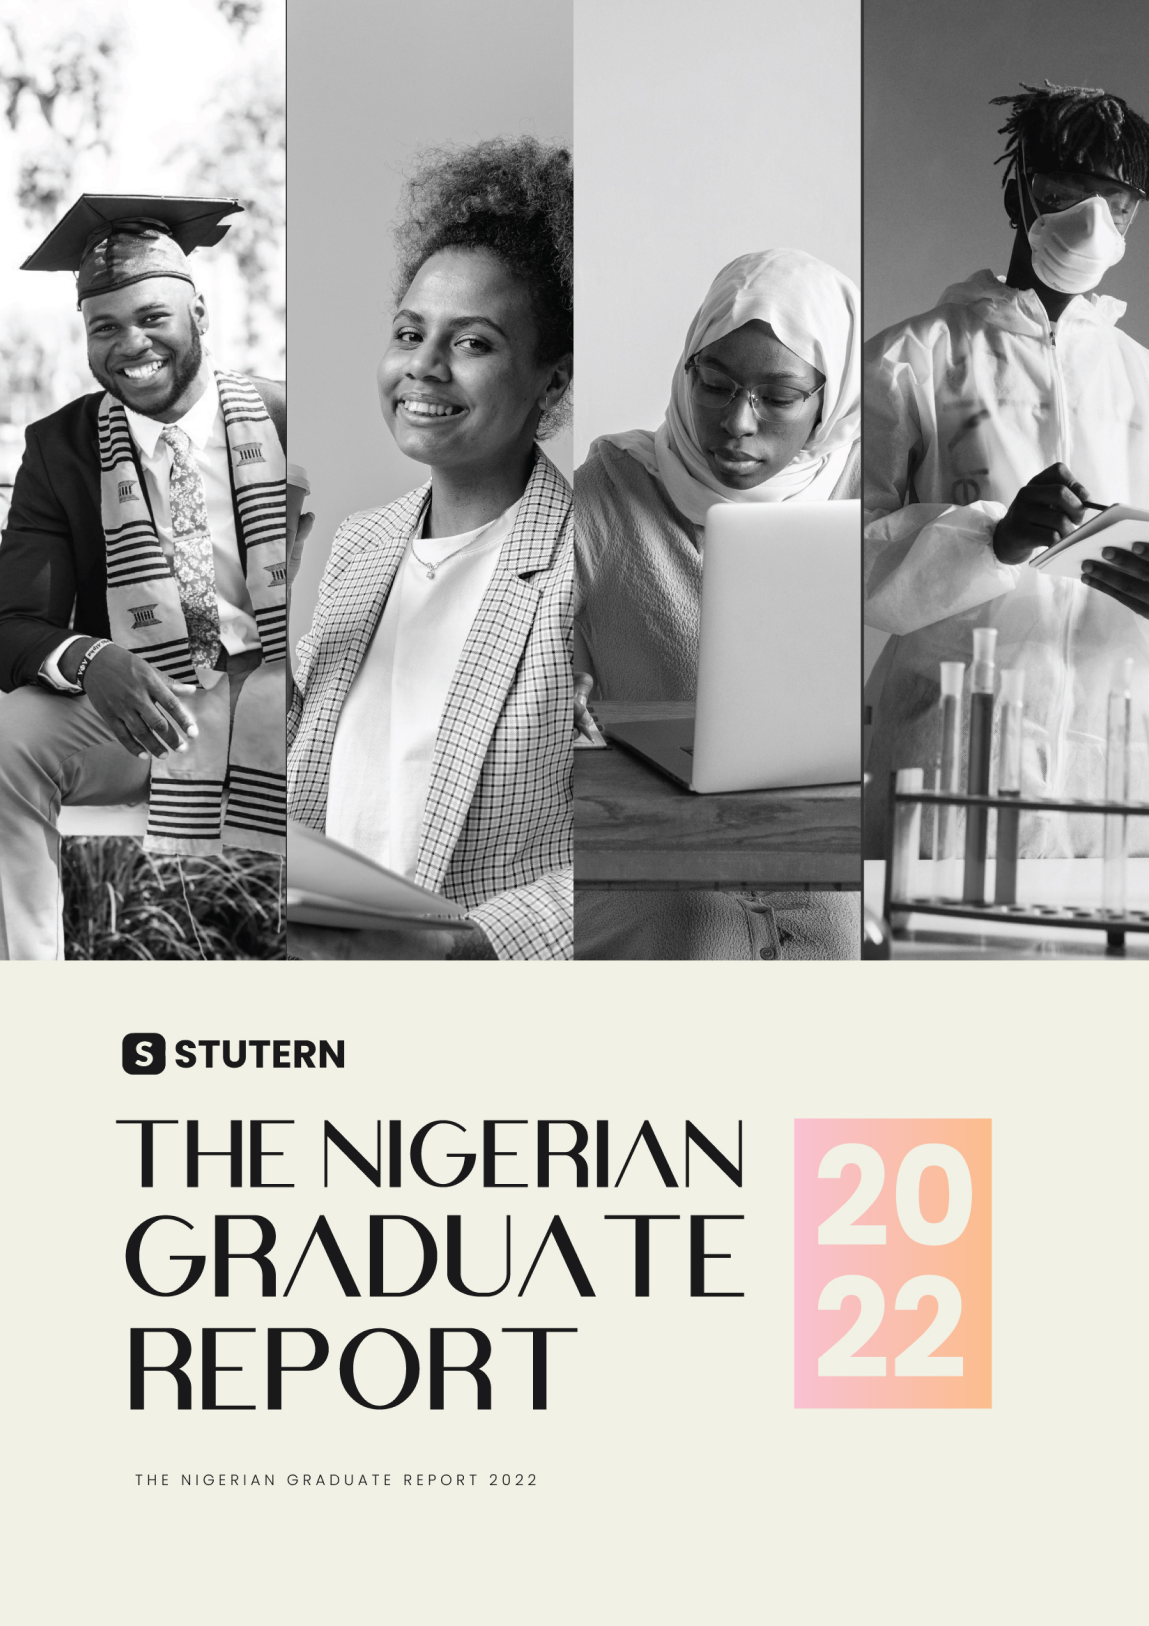 S STUTERN
THE NIGERIAN
GRADUATE
REPORT
20
22
THE NIGERIAN GRADUATE REPORT 2022